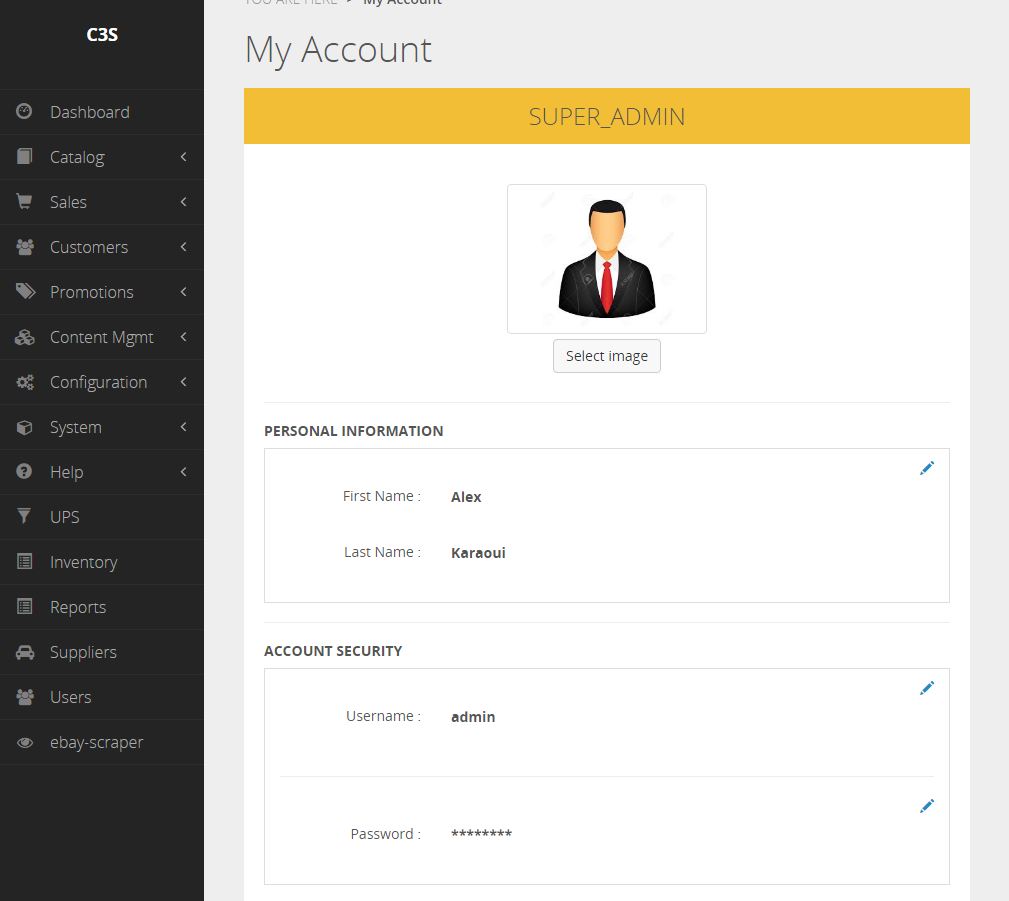 C3S
Dashboard
Catalog
Sales
Customers
Promotions
Content Mgmt
Configuration
System
Help
UPS
Inventory
Reports
Suppliers
Users
ebay-scraper
YOU ARE HERE > My Account
My Account
SUPER_ADMIN
Select image
PERSONAL INFORMATION
First Name : Alex
Last Name : Karaoui
ACCOUNT SECURITY
Username : admin
Password : ********